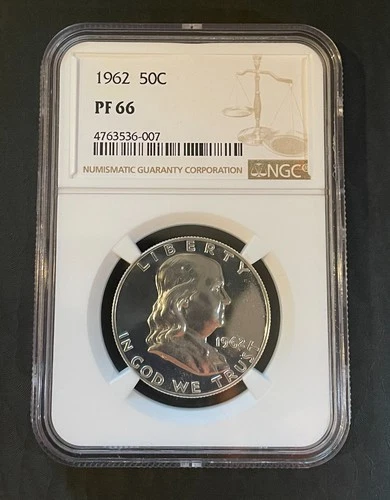 1962 50C
PF 66
4763536-007
NUMISMATIC GUARANTY CORPORATION
NGC
LIBERTY
1962
IN GOD WE TRUST